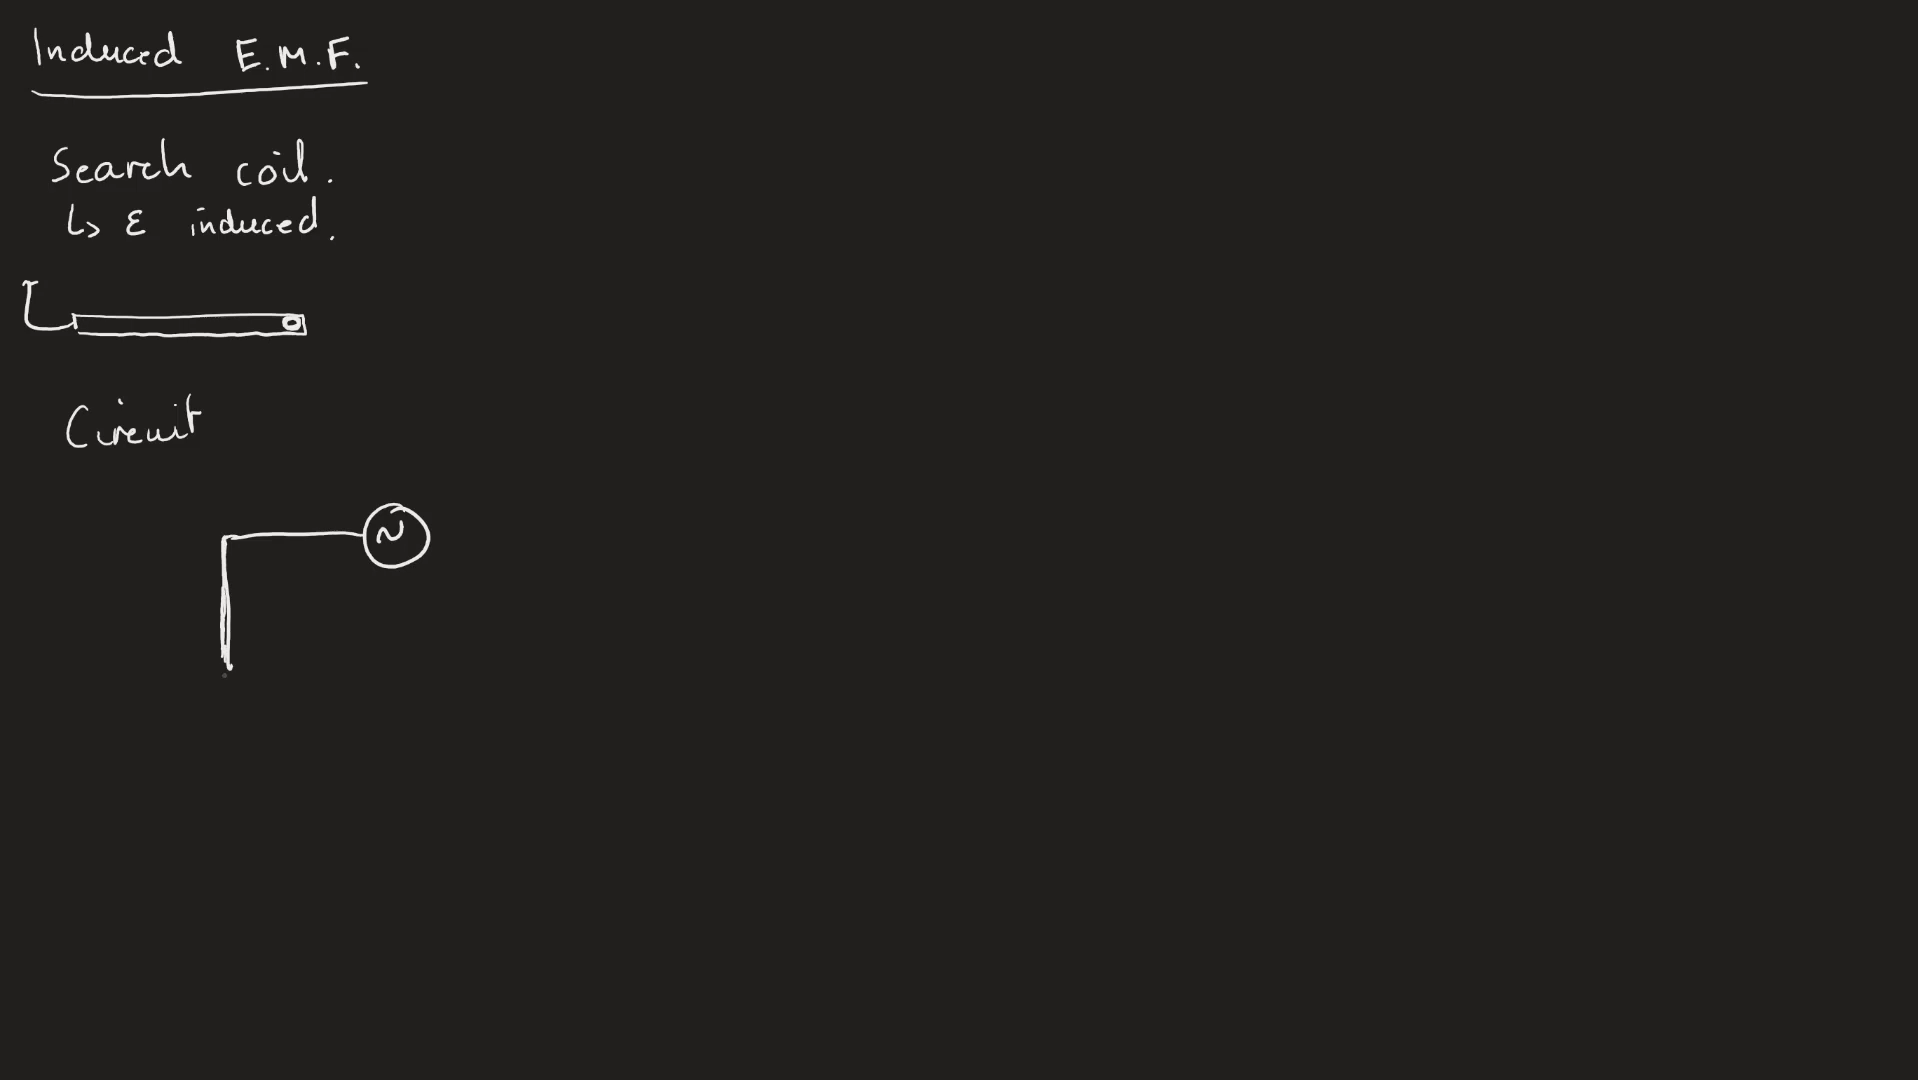 Induced E.M.F.
Search coil.
↳ ε induced.
Circuit
~